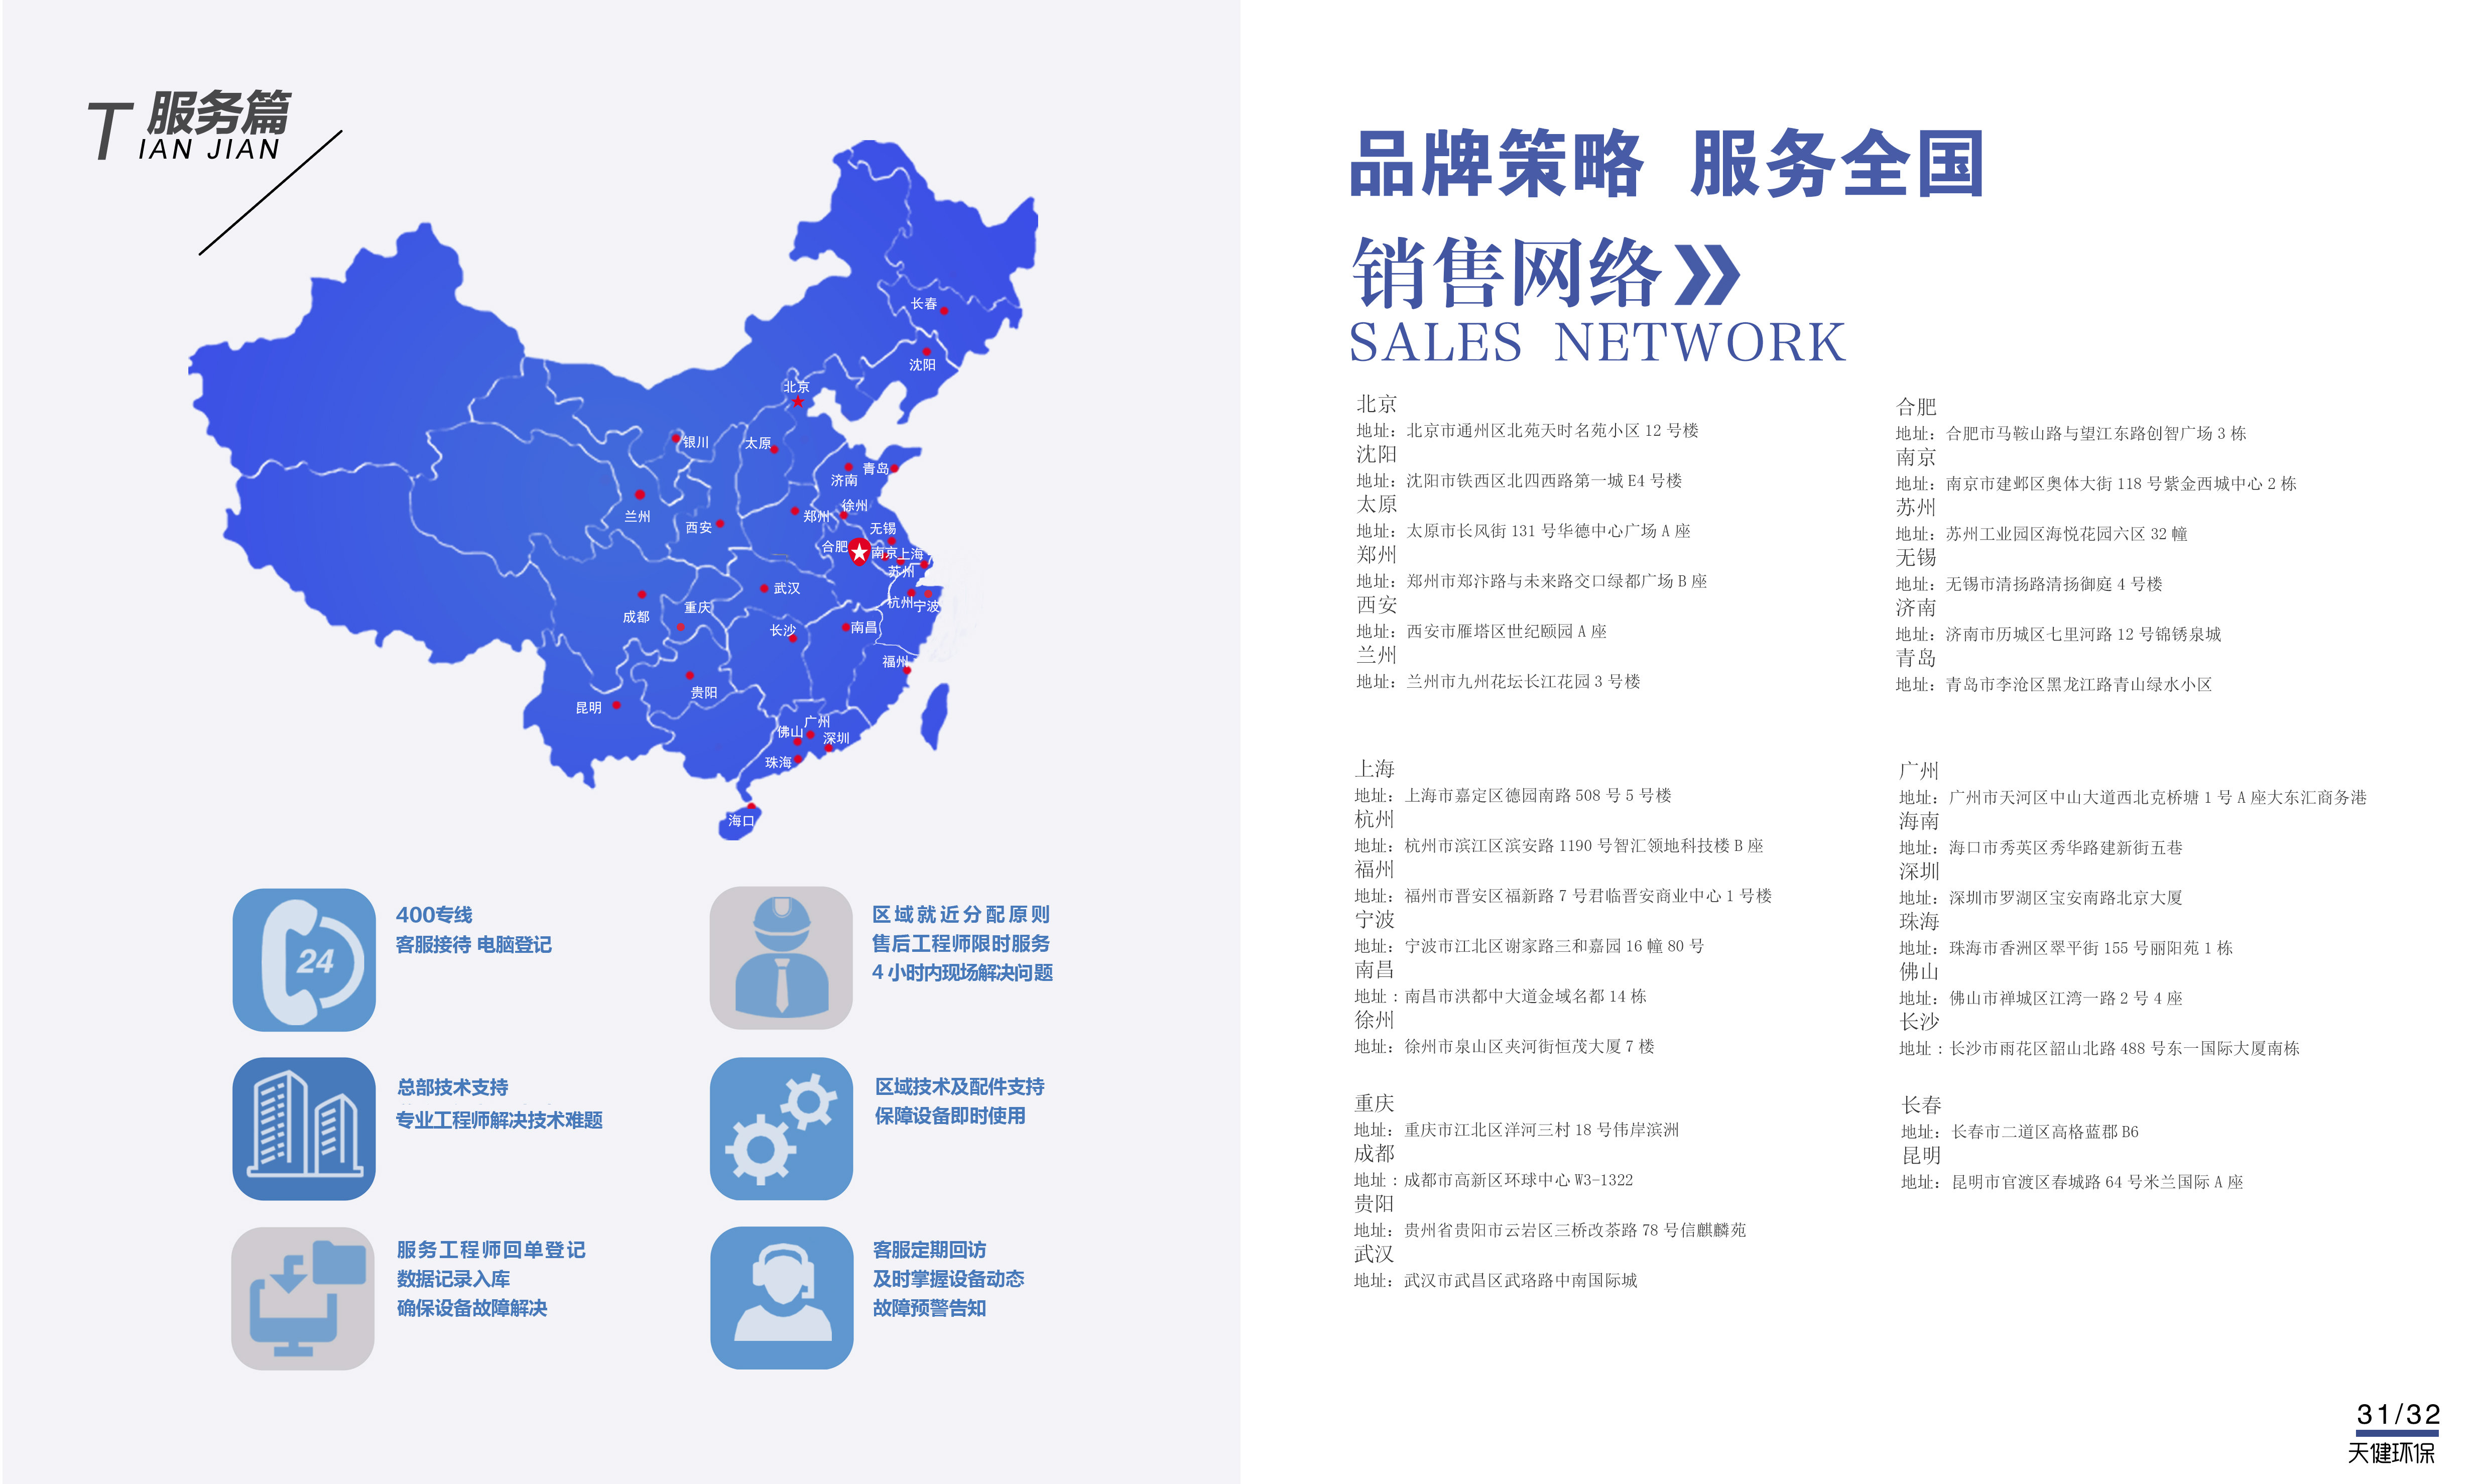 T 服务篇
IAN JIAN
长春
沈阳
北京
银川
太原
济南
青岛
兰州
西安
郑州
徐州
无锡
合肥
南京
上海
苏州
武汉
杭州
宁波
成都
重庆
长沙
南昌
福州
贵阳
昆明
广州
佛山
深圳
珠海
海口
24
400专线
客服接待 电脑登记
区域就近分配原则
售后工程师限时服务
4 小时内现场解决问题
总部技术支持
专业工程师解决技术难题
区域技术及配件支持
保障设备即时使用
服务工程师回单登记
数据记录入库
确保设备故障解决
客服定期回访
及时掌握设备动态
故障预警告知
品牌策略 服务全国
销售网络
SALES NETWORK
北京
地址：北京市通州区北苑天时名苑小区 12 号楼
沈阳
地址：沈阳市铁西区北四西路第一城 E4 号楼
太原
地址：太原市长风街 131 号华德中心广场 A 座
郑州
地址：郑州市郑汴路与未来路交口绿都广场 B 座
西安
地址：西安市雁塔区世纪颐园 A 座
兰州
地址：兰州市九州花坛长江花园 3 号楼
合肥
地址：合肥市马鞍山路与望江东路创智广场 3 栋
南京
地址：南京市建邺区奥体大街 118 号紫金西城中心 2 栋
苏州
地址：苏州工业园区海悦花园六区 32 幢
无锡
地址：无锡市清扬路清扬御庭 4 号楼
济南
地址：济南市历城区七里河路 12 号锦锈泉城
青岛
地址：青岛市李沧区黑龙江路青山绿水小区
上海
地址：上海市嘉定区德园南路 508 号 5 号楼
杭州
地址：杭州市滨江区滨安路 1190 号智汇领地科技楼 B 座
福州
地址：福州市晋安区福新路 7 号君临晋安商业中心 1 号楼
宁波
地址：宁波市江北区谢家路三和嘉园 16 幢 80 号
南昌
地址：南昌市洪都中大道金域名都 14 栋
徐州
地址：徐州市泉山区夹河街恒茂大厦 7 楼
广州
地址：广州市天河区中山大道西北克桥塘 1 号 A 座大东汇商务港
海南
地址：海口市秀英区秀华路建新街五巷
深圳
地址：深圳市罗湖区宝安南路北京大厦
珠海
地址：珠海市香洲区翠平街 155 号丽阳苑 1 栋
佛山
地址：佛山市禅城区江湾一路 2 号 4 座
长沙
地址：长沙市雨花区韶山北路 488 号东一国际大厦南栋
重庆
地址：重庆市江北区洋河三村 18 号伟岸滨洲
成都
地址：成都市高新区环球中心 W3-1322
贵阳
地址：贵州省贵阳市云岩区三桥改茶路 78 号信麒麟苑
武汉
地址：武汉市武昌区武珞路中南国际城
长春
地址：长春市二道区高格蓝郡 B6
昆明
地址：昆明市官渡区春城路 64 号米兰国际 A 座
31/32
天健环保